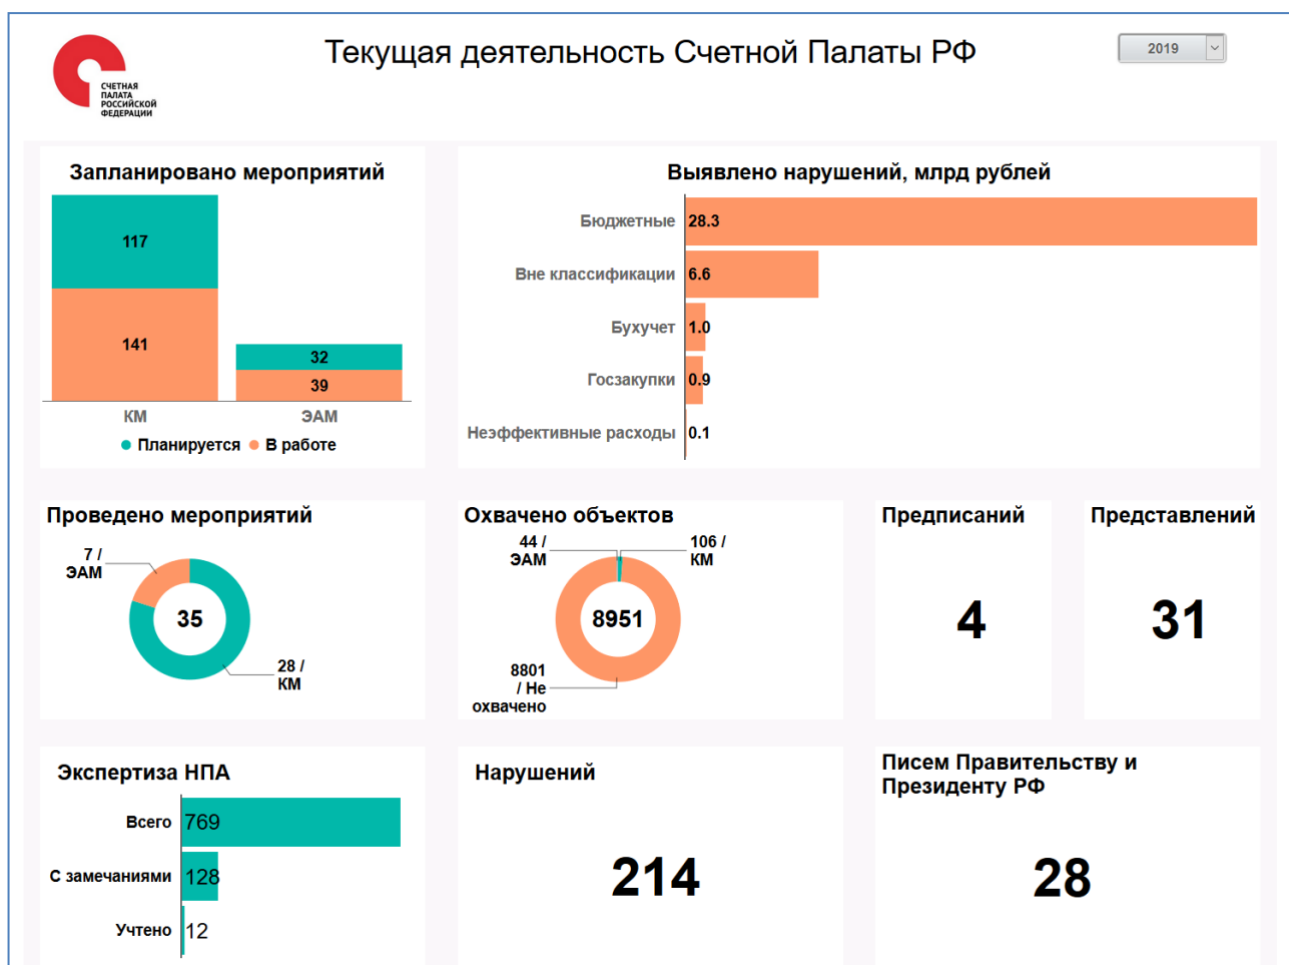 СЧЕТНАЯ
ПАЛАТА
РОССИЙСКОЙ
ФЕДЕРАЦИИ
Текущая деятельность Счетной Палаты РФ
2019
Запланировано мероприятий
117
141
32
39
КМ
ЭАМ
Планируется
В работе
Выявлено нарушений, млрд рублей
Бюджетные
28.3
Вне классификации
6.6
Бухучет
1.0
Госзакупки
0.9
Неэффективные расходы
0.1
Проведено мероприятий
7 /
ЭАМ
35
28 /
КМ
Охвачено объектов
44 /
ЭАМ
106 /
КМ
8951
8801
/ Не
охвачено
Предписаний
4
Представлений
31
Экспертиза НПА
Всего
769
С замечаниями
128
Учтено
12
Нарушений
214
Писем Правительству и
Президенту РФ
28